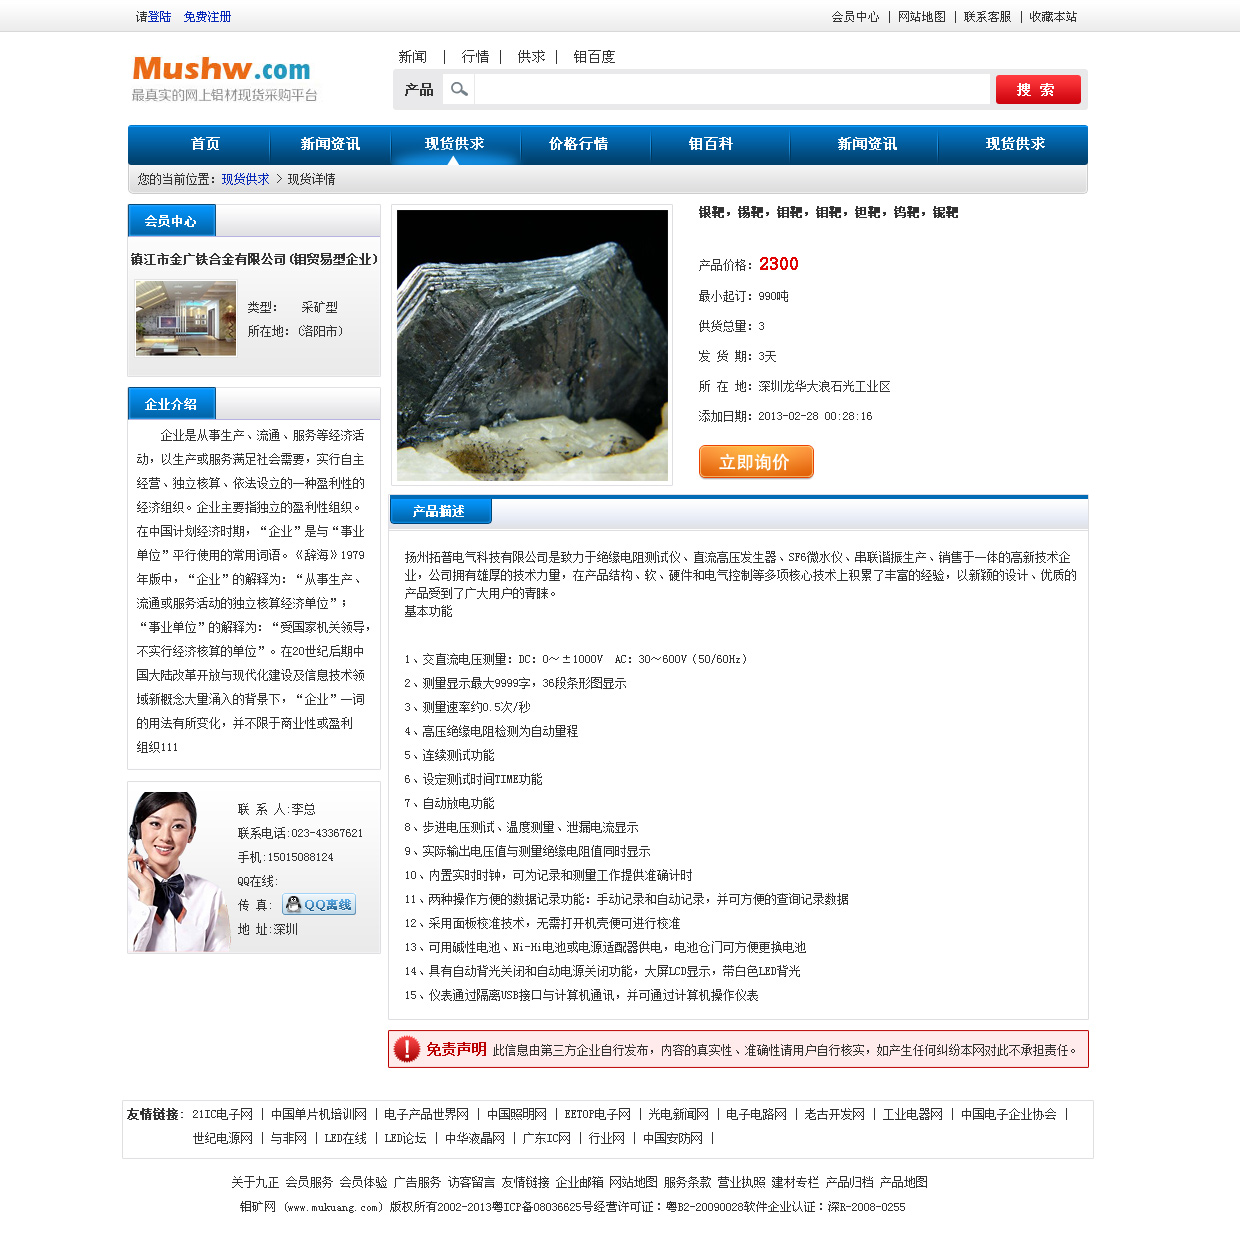 请登陆 免费注册
会员中心 | 网站地图 | 联系客服 | 收藏本站
Mushw.com
最真实的网上铝材现货采购平台
新闻 | 行情 | 供求 | 钼百度
产品
搜 索
首页 新闻资讯 现货供求 价格行情 钼百科 新闻资讯 现货供求
您的当前位置：现货供求 > 现货详情
会员中心
镇江市金广铁合金有限公司(钼贸易型企业)
类型： 采矿型
所在地：(洛阳市)
企业介绍
企业是从事生产、流通、服务等经济活
动，以生产或服务满足社会需要，实行自主
经营、独立核算、依法设立的一种盈利性的
经济组织。企业主要指独立的盈利性组织。
在中国计划经济时期，“企业”是与“事业
单位”平行使用的常用词语。《辞海》1979
年版中，“企业”的解释为：“从事生产、
流通或服务活动的独立核算经济单位”；
“事业单位”的解释为：“受国家机关领导，
不实行经济核算的单位”。在20世纪后期中
国大陆改革开放与现代化建设及信息技术领
域新概念大量涌入的背景下，“企业”一词
的用法有所变化，并不限于商业性或盈利
组织111
联 系 人:李总
联系电话:023-43367621
手机:15015088124
QQ在线:
传 真: QQ离线
地 址:深圳
银靶，锡靶，钼靶，钼靶，钽靶，钨靶，铌靶
产品价格：2300
最小起订：990吨
供货总量：3
发 货 期：3天
所 在 地：深圳龙华大浪石光工业区
添加日期：2013-02-28 00:28:16
立即询价
产品描述
扬州拓普电气科技有限公司是致力于绝缘电阻测试仪、直流高压发生器、SF6微水仪、串联谐振生产、销售于一体的高新技术企
业，公司拥有雄厚的技术力量，在产品结构、软、硬件和电气控制等多项核心技术上积累了丰富的经验，以新颖的设计、优质的
产品受到了广大用户的青睐。
基本功能
1、交直流电压测量：DC：0～±1000V AC：30～600V（50/60Hz）
2、测量显示最大9999字，36段条形图显示
3、测量速率约0.5次/秒
4、高压绝缘电阻检测为自动量程
5、连续测试功能
6、设定测试时间TIME功能
7、自动放电功能
8、步进电压测试、温度测量、泄漏电流显示
9、实际输出电压值与测量绝缘电阻值同时显示
10、内置实时时钟，可为记录和测量工作提供准确计时
11、两种操作方便的数据记录功能：手动记录和自动记录，并可方便的查询记录数据
12、采用面板校准技术，无需打开机壳便可进行校准
13、可用碱性电池、Ni-Hi电池或电源适配器供电，电池仓门可方便更换电池
14、具有自动背光关闭和自动电源关闭功能，大屏LCD显示，带白色LED背光
15、仪表通过隔离USB接口与计算机通讯，并可通过计算机操作仪表
免责声明 此信息由第三方企业自行发布，内容的真实性、准确性请用户自行核实，如产生任何纠纷本网对此不承担责任。
友情链接：21IC电子网 | 中国单片机培训网 | 电子产品世界网 | 中国照明网 | EETOP电子网 | 光电新闻网 | 电子电路网 | 老古开发网 | 工业电器网 | 中国电子企业协会 |
世纪电源网 | 与非网 | LED在线 | LED论坛 | 中华液晶网 | 广东IC网 | 行业网 | 中国安防网 |
关于九正 会员服务 会员体验 广告服务 访客留言 友情链接 企业邮箱 网站地图 服务条款 营业执照 建材专栏 产品归档 产品地图
钼矿网 (www.mukuang.com) 版权所有2002-2013粤ICP备08036625号经营许可证：粤B2-20090028软件企业认证：深R-2008-0255